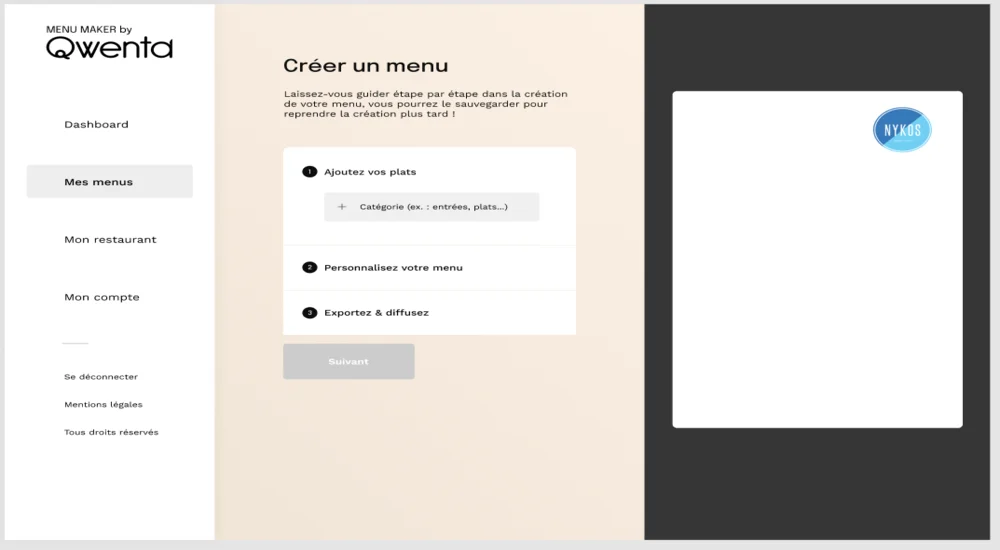 MENU MAKER by
Qwenta
Dashboard
Mes menus
Mon restaurant
Mon compte
Se déconnecter
Mentions légales
Tous droits réservés
Créer un menu
Laissez-vous guider étape par étape dans la création
de votre menu, vous pourrez le sauvegarder pour
reprendre la création plus tard !
1 Ajoutez vos plats
+ Catégorie (ex. : entrées, plats...)
2 Personnalisez votre menu
3 Exportez & diffusez
Suivant
NYKOS